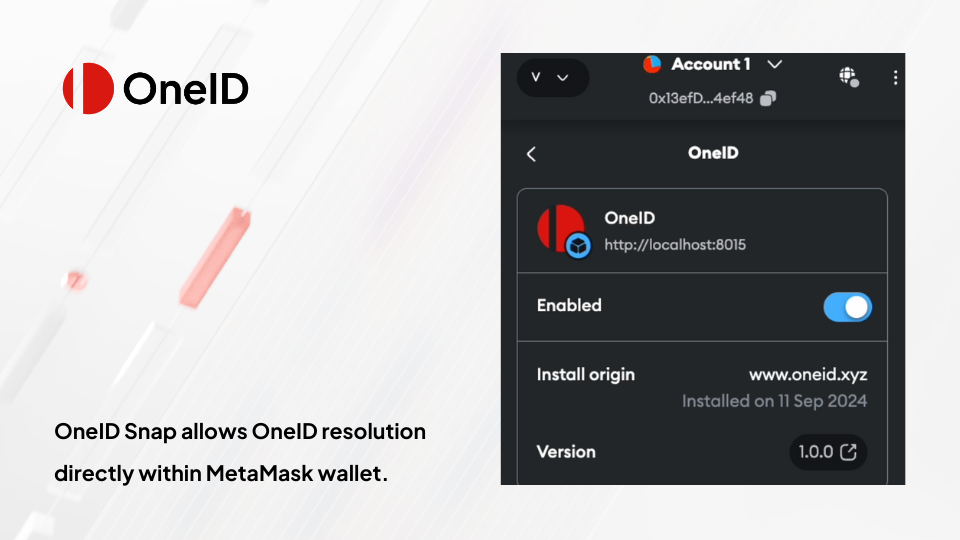 OneID
OneID Snap allows OneID resolution
directly within MetaMask wallet.
V
Account 1
0x13efD...4ef48
OneID
OneID
http://localhost:8015
Enabled
Install origin
www.oneid.xyz
Installed on 11 Sep 2024
Version
1.0.0